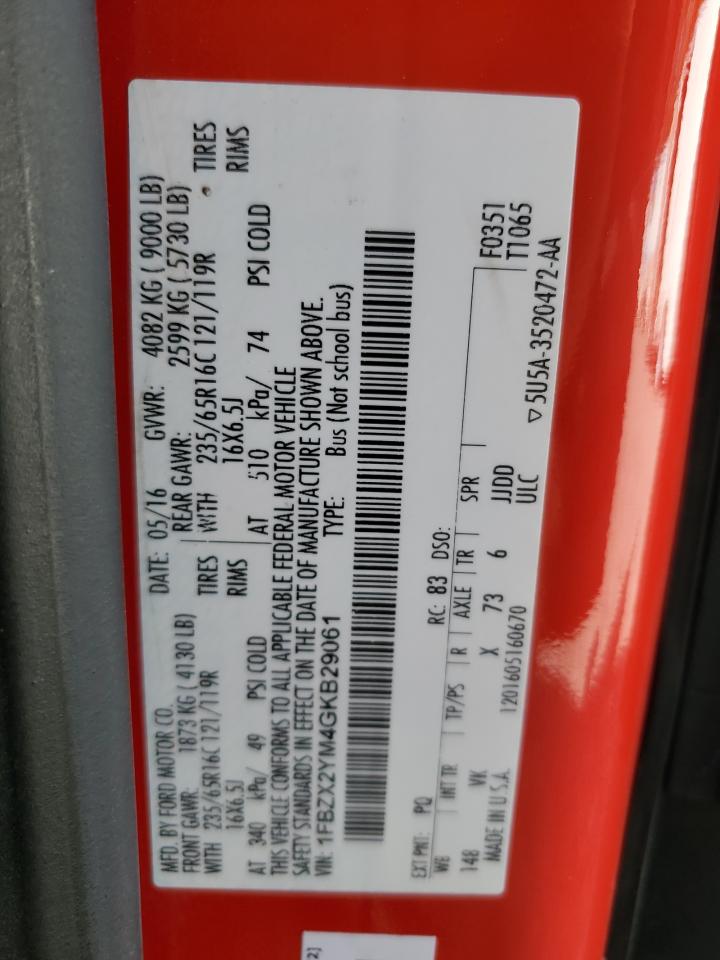 MFD. BY FORD MOTOR CO. DATE: 05/16 GVWR: 4082 KG ( 9000 LB)
FRONT GAWR: 1873 KG ( 4130 LB) REAR GAWR: 2599 KG ( 5730 LB)
WITH 235/65R16C 121/119R TIRES WITH 235/65R16C 121/119R TIRES
16X6.5J RIMS 16X6.5J RIMS
AT 340 kPa/ 49 PSI COLD AT 510 kPa/ 74 PSI COLD
THIS VEHICLE CONFORMS TO ALL APPLICABLE FEDERAL MOTOR VEHICLE
SAFETY STANDARDS IN EFFECT ON THE DATE OF MANUFACTURE SHOWN ABOVE.
VIN: 1FBZX2YM4GKB29061 TYPE: Bus (Not school bus)
EXT PNT: PQ RC: 83 DSO: F0351
WB INT TR TP/PS R AXLE TR SPR T1065
148 VK X 73 6 JJDD
MADE IN U.S.A. 1201605160670 ULC ▽5U5A-3520472-AA
2]